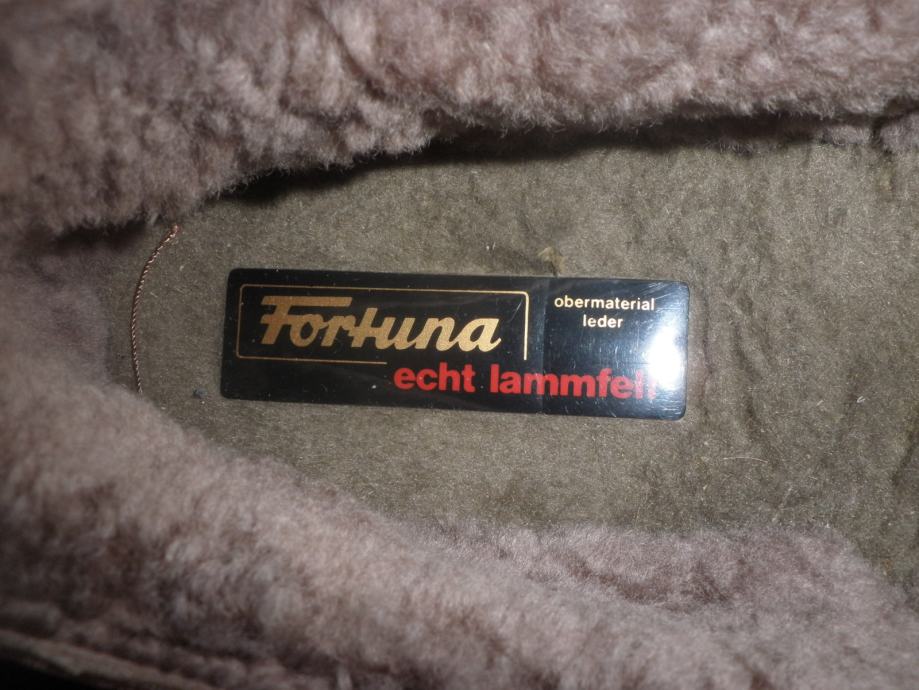 Fortuna
obermaterial
leder
echt lammfell